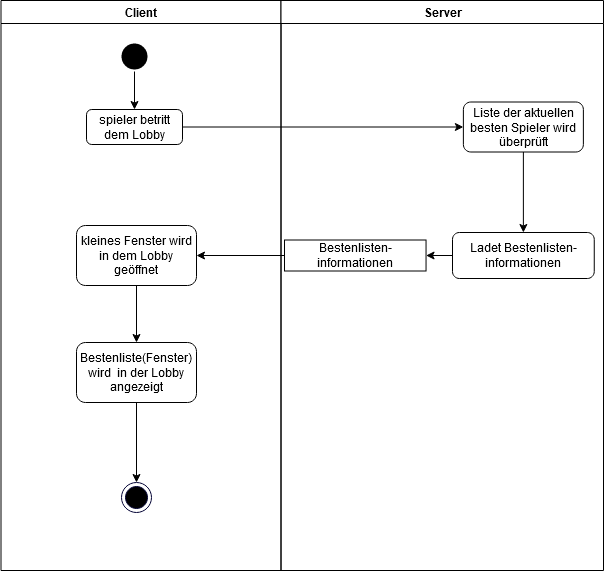 Client
Server
spieler betritt
dem Lobby
Liste der aktuellen
besten Spieler wird
überprüft
Ladet Bestenlisten-
informationen
Bestenlisten-
informationen
kleines Fenster wird
in dem Lobby
geöffnet
Bestenliste(Fenster)
wird in der Lobby
angezeigt